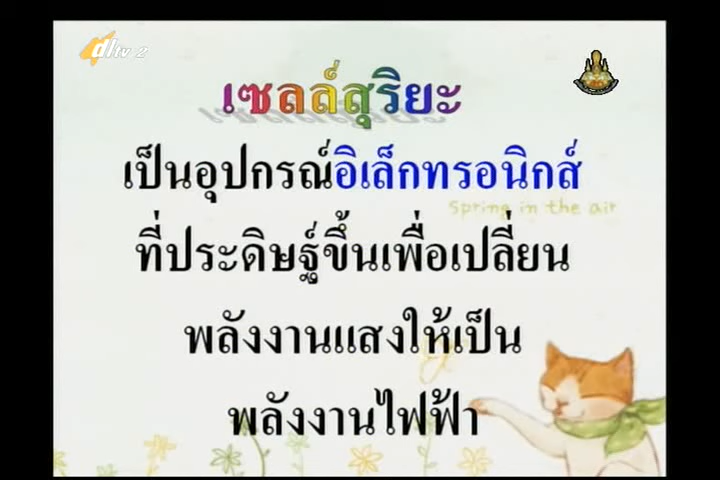 dltv 2
เซลล์สุริยะ
เป็นอุปกรณ์อิเล็กทรอนิกส์
Spring in the air
ที่ประดิษฐ์ขึ้นเพื่อเปลี่ยน
พลังงานแสงให้เป็น
พลังงานไฟฟ้า